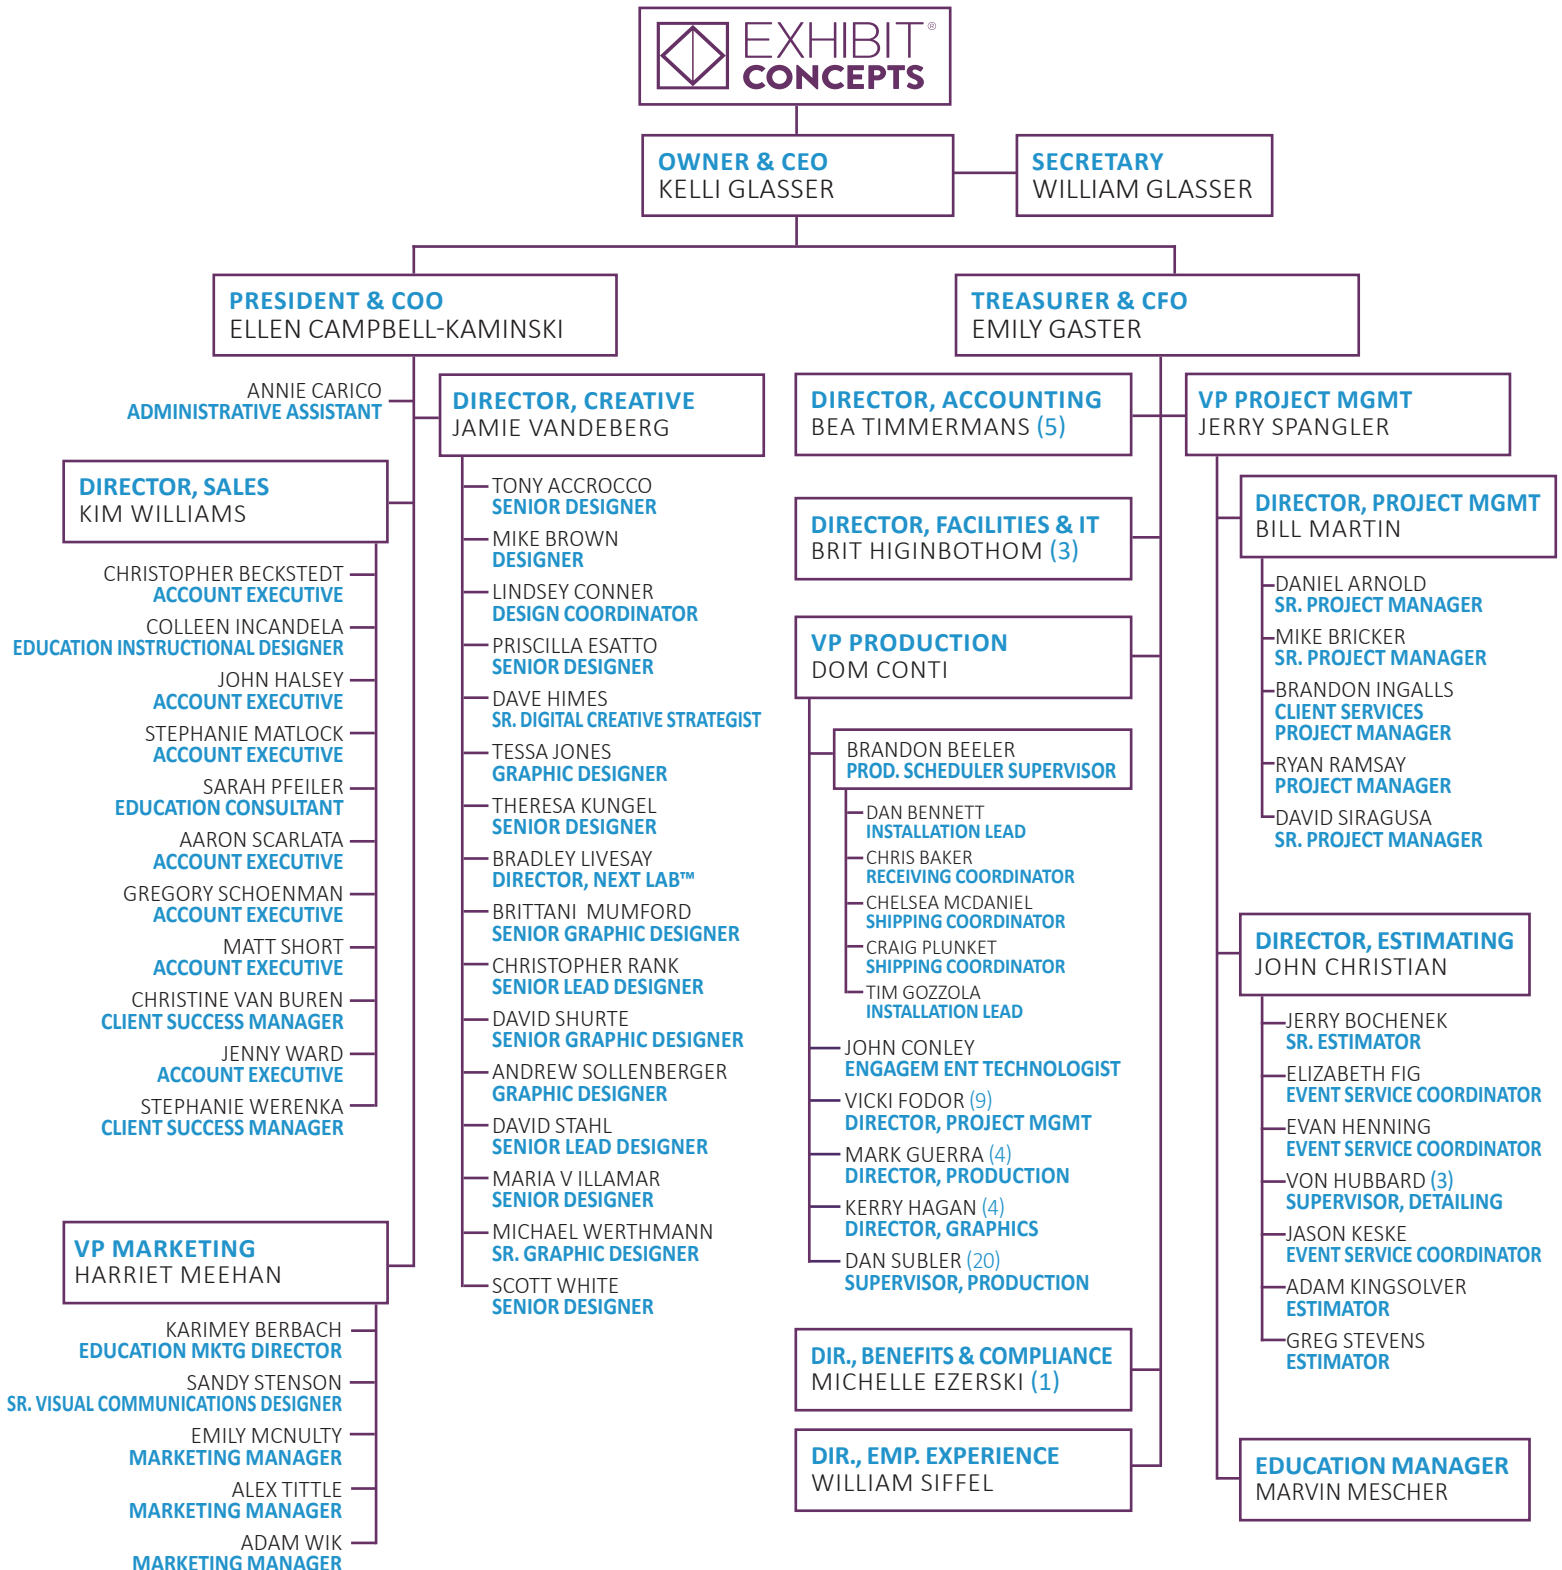 EXHIBIT®
CONCEPTS
OWNER & CEO
KELLI GLASSER
SECRETARY
WILLIAM GLASSER
PRESIDENT & COO
ELLEN CAMPBELL-KAMINSKI
ANNIE CARICO
ADMINISTRATIVE ASSISTANT
DIRECTOR, SALES
KIM WILLIAMS
CHRISTOPHER BECKSTEDT
ACCOUNT EXECUTIVE
COLLEEN INCANDELA
EDUCATION INSTRUCTIONAL DESIGNER
JOHN HALSEY
ACCOUNT EXECUTIVE
STEPHANIE MATLOCK
ACCOUNT EXECUTIVE
SARAH PFEILER
EDUCATION CONSULTANT
AARON SCARLATA
ACCOUNT EXECUTIVE
GREGORY SCHOENMAN
ACCOUNT EXECUTIVE
MATT SHORT
ACCOUNT EXECUTIVE
CHRISTINE VAN BUREN
CLIENT SUCCESS MANAGER
JENNY WARD
ACCOUNT EXECUTIVE
STEPHANIE WERENKA
CLIENT SUCCESS MANAGER
VP MARKETING
HARRIET MEEHAN
KARIMEY BERBACH
EDUCATION MKTG DIRECTOR
SANDY STENSON
SR. VISUAL COMMUNICATIONS DESIGNER
EMILY MCNULTY
MARKETING MANAGER
ALEX TITTLE
MARKETING MANAGER
ADAM WIK
MARKETING MANAGER
DIRECTOR, CREATIVE
JAMIE VANDEBERG
TONY ACCROCCO
SENIOR DESIGNER
MIKE BROWN
DESIGNER
LINDSEY CONNER
DESIGN COORDINATOR
PRISCILLA ESATTO
SENIOR DESIGNER
DAVE HIMES
SR. DIGITAL CREATIVE STRATEGIST
TESSA JONES
GRAPHIC DESIGNER
THERESA KUNGEL
SENIOR DESIGNER
BRADLEY LIVESAY
DIRECTOR, NEXT LAB™
BRITTANI MUMFORD
SENIOR GRAPHIC DESIGNER
CHRISTOPHER RANK
SENIOR LEAD DESIGNER
DAVID SHURTE
SENIOR GRAPHIC DESIGNER
ANDREW SOLLENBERGER
GRAPHIC DESIGNER
DAVID STAHL
SENIOR LEAD DESIGNER
MARIA V ILLAMAR
SENIOR DESIGNER
MICHAEL WERTHMANN
SR. GRAPHIC DESIGNER
SCOTT WHITE
SENIOR DESIGNER
TREASURER & CFO
EMILY GASTER
DIRECTOR, ACCOUNTING
BEA TIMMERMANS (5)
DIRECTOR, FACILITIES & IT
BRIT HIGINBOTHOM (3)
VP PRODUCTION
DOM CONTI
BRANDON BEELER
PROD. SCHEDULER SUPERVISOR
DAN BENNETT
INSTALLATION LEAD
CHRIS BAKER
RECEIVING COORDINATOR
CHELSEA MCDANIEL
SHIPPING COORDINATOR
CRAIG PLUNKET
SHIPPING COORDINATOR
TIM GOZZOLA
INSTALLATION LEAD
JOHN CONLEY
ENGAGEM ENT TECHNOLOGIST
VICKI FODOR (9)
DIRECTOR, PROJECT MGMT
MARK GUERRA (4)
DIRECTOR, PRODUCTION
KERRY HAGAN (4)
DIRECTOR, GRAPHICS
DAN SUBLER (20)
SUPERVISOR, PRODUCTION
DIR., BENEFITS & COMPLIANCE
MICHELLE EZERSKI (1)
DIR., EMP. EXPERIENCE
WILLIAM SIFFEL
VP PROJECT MGMT
JERRY SPANGLER
DIRECTOR, PROJECT MGMT
BILL MARTIN
DANIEL ARNOLD
SR. PROJECT MANAGER
MIKE BRICKER
SR. PROJECT MANAGER
BRANDON INGALLS
CLIENT SERVICES
PROJECT MANAGER
RYAN RAMSAY
PROJECT MANAGER
DAVID SIRAGUSA
SR. PROJECT MANAGER
DIRECTOR, ESTIMATING
JOHN CHRISTIAN
JERRY BOCHENEK
SR. ESTIMATOR
ELIZABETH FIG
EVENT SERVICE COORDINATOR
EVAN HENNING
EVENT SERVICE COORDINATOR
VON HUBBARD (3)
SUPERVISOR, DETAILING
JASON KESKE
EVENT SERVICE COORDINATOR
ADAM KINGSOLVER
ESTIMATOR
GREG STEVENS
ESTIMATOR
EDUCATION MANAGER
MARVIN MESCHER